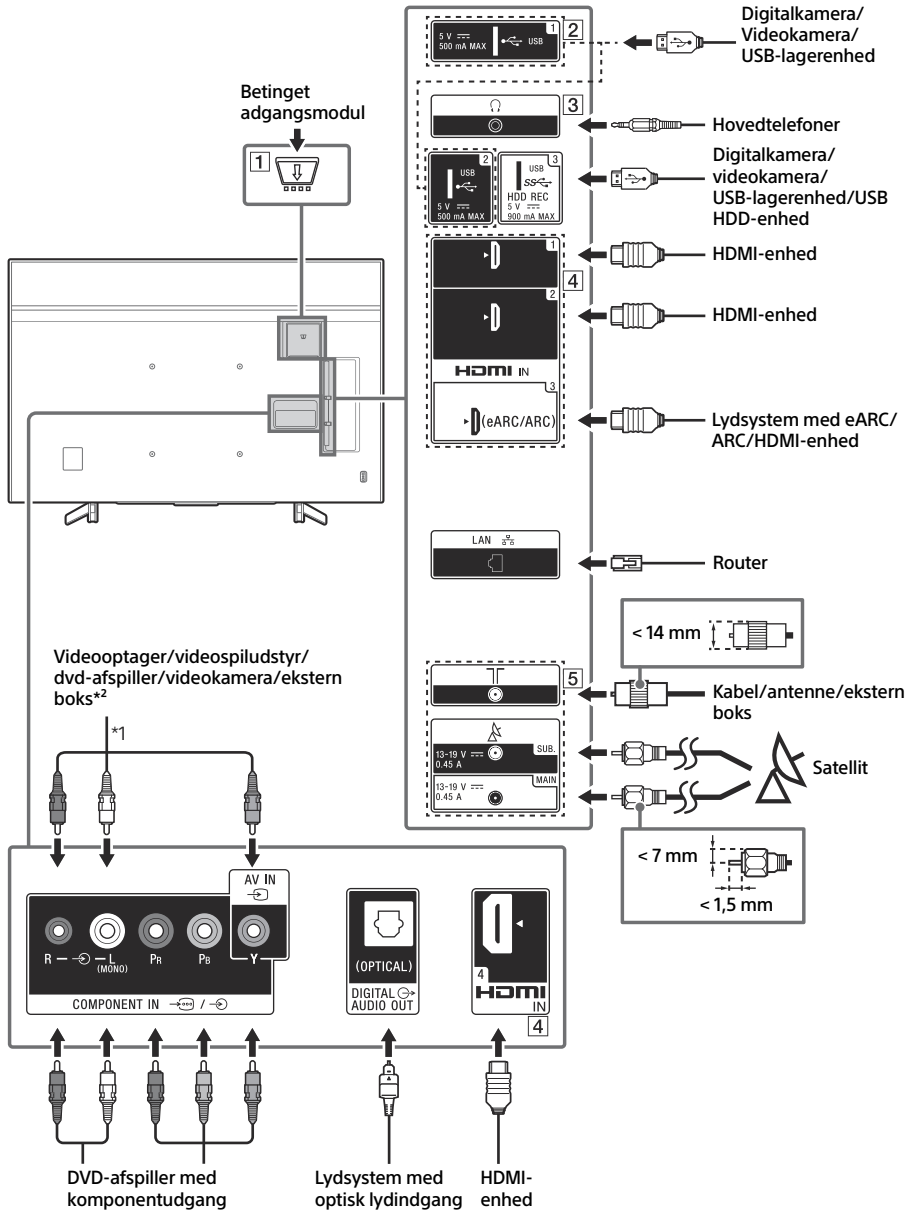 Digitalkamera/
Videokamera/
USB-lagerenhed
5 V
500 mA MAX
USB
1
2
Betinget
adgangsmodul
1
3
Hovedtelefoner
Digitalkamera/
videokamera/
USB-lagerenhed/USB
HDD-enhed
2
USB
5 V
500 mA MAX
3
USB
SS
HDD REC
5 V
900 mA MAX
1
4
HDMI-enhed
2
HDMI-enhed
HDMI IN
3
(eARC/ARC)
Lydsystem med eARC/
ARC/HDMI-enhed
LAN
Router
< 14 mm
5
Kabel/antenne/ekstern
boks
13-19 V
0.45 A
SUB.
13-19 V
0.45 A
MAIN
Satellit
< 7 mm
< 1,5 mm
Videooptager/videospiludstyr/
dvd-afspiller/videokamera/ekstern
boks*2
*1
AV IN
R
L
(MONO)
PR
PB
Y
COMPONENT IN
/
(OPTICAL)
DIGITAL
AUDIO OUT
4
HDMI
IN
4
DVD-afspiller med
komponentudgang
Lydsystem med
optisk lydindgang
HDMI-
enhed